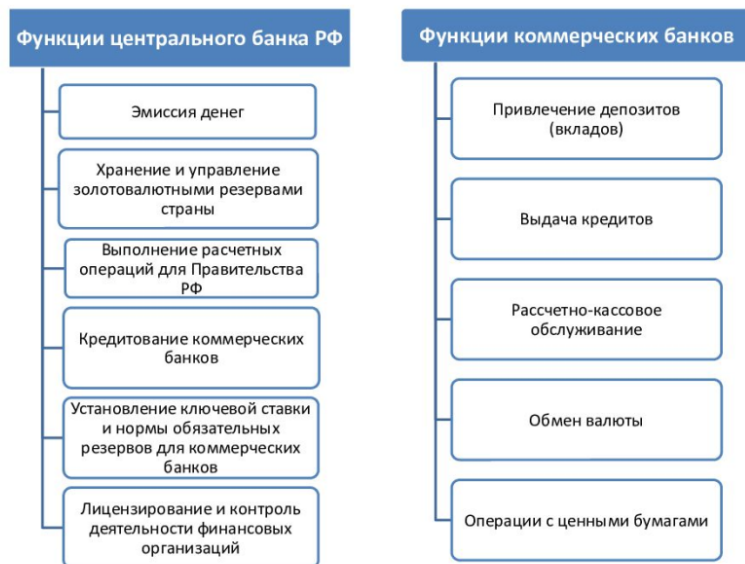 Функции центрального банка РФ
Эмиссия денег
Хранение и управление
золотовалютными резервами
страны
Выполнение расчетных
операций для Правительства
РФ
Кредитование коммерческих
банков
Установление ключевой ставки
и нормы обязательных
резервов для коммерческих
банков
Лицензирование и контроль
деятельности финансовых
организаций
Функции коммерческих банков
Привлечение депозитов
(вкладов)
Выдача кредитов
Рассчетно-кассовое
обслуживание
Обмен валюты
Операции с ценными бумагами